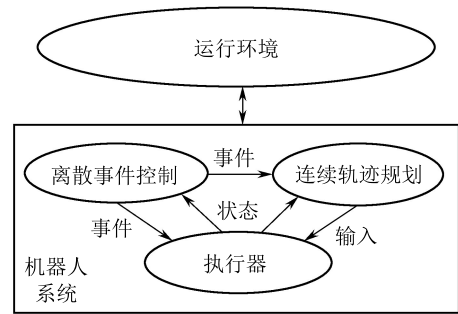 运行环境
事件
离散事件控制
连续轨迹规划
状态
事件
输入
执行器
机器人
系统